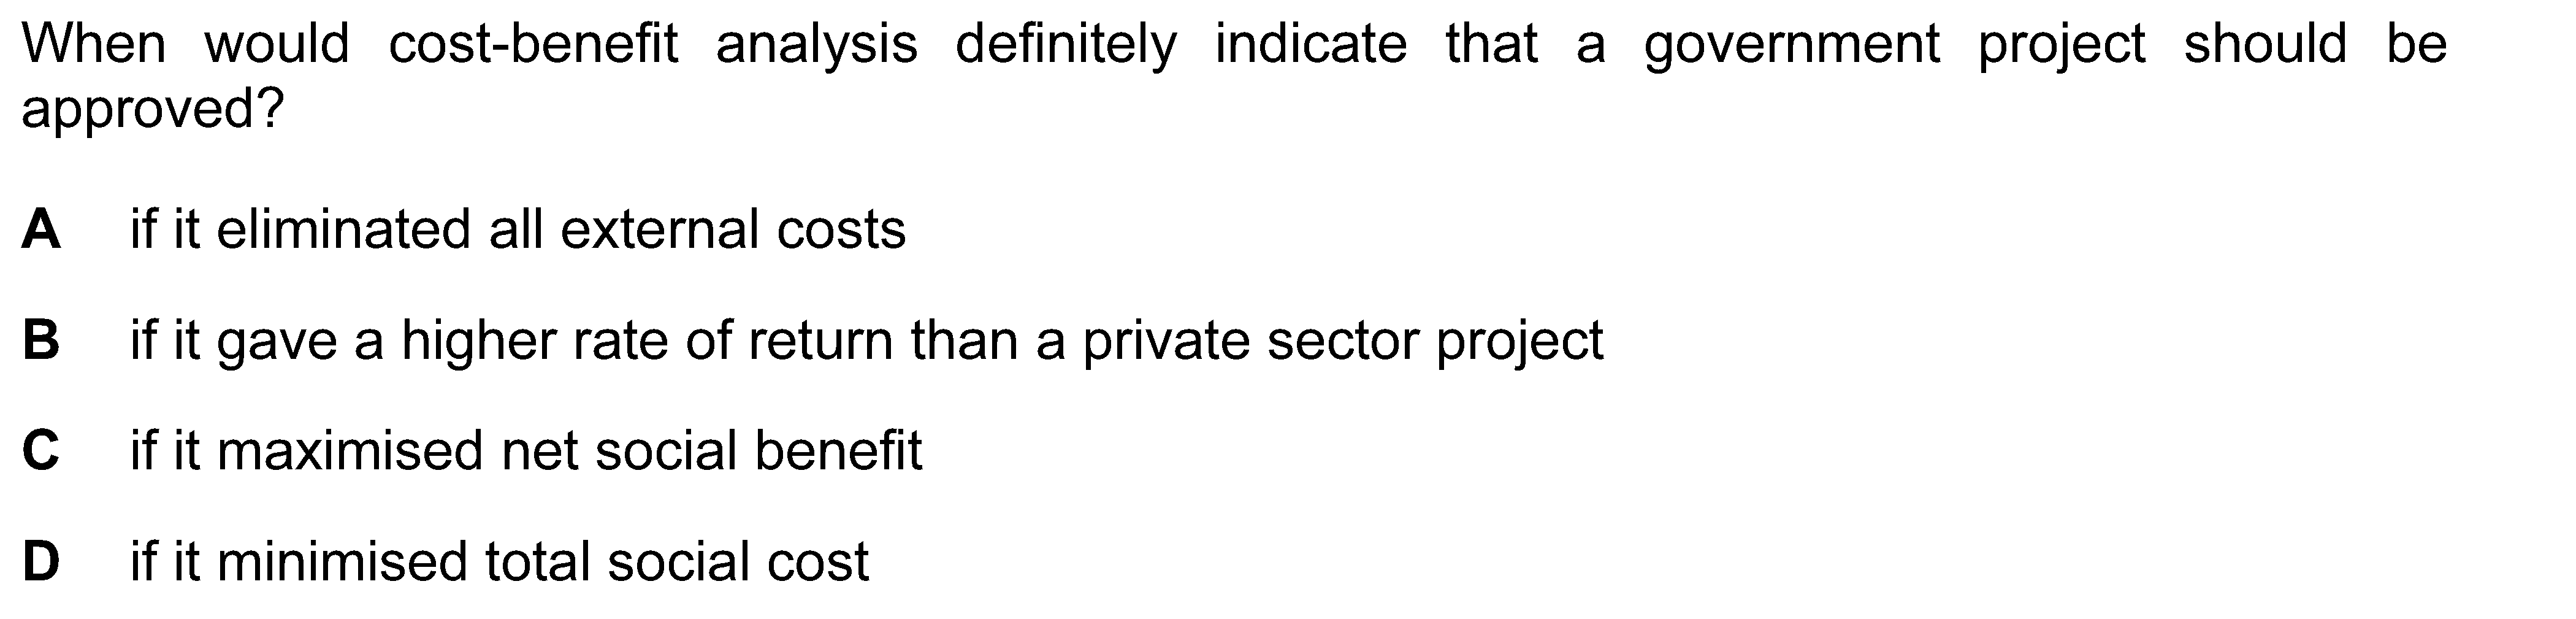 When would cost-benefit analysis definitely indicate that a government project should be
approved?
A if it eliminated all external costs
B if it gave a higher rate of return than a private sector project
C if it maximised net social benefit
D if it minimised total social cost